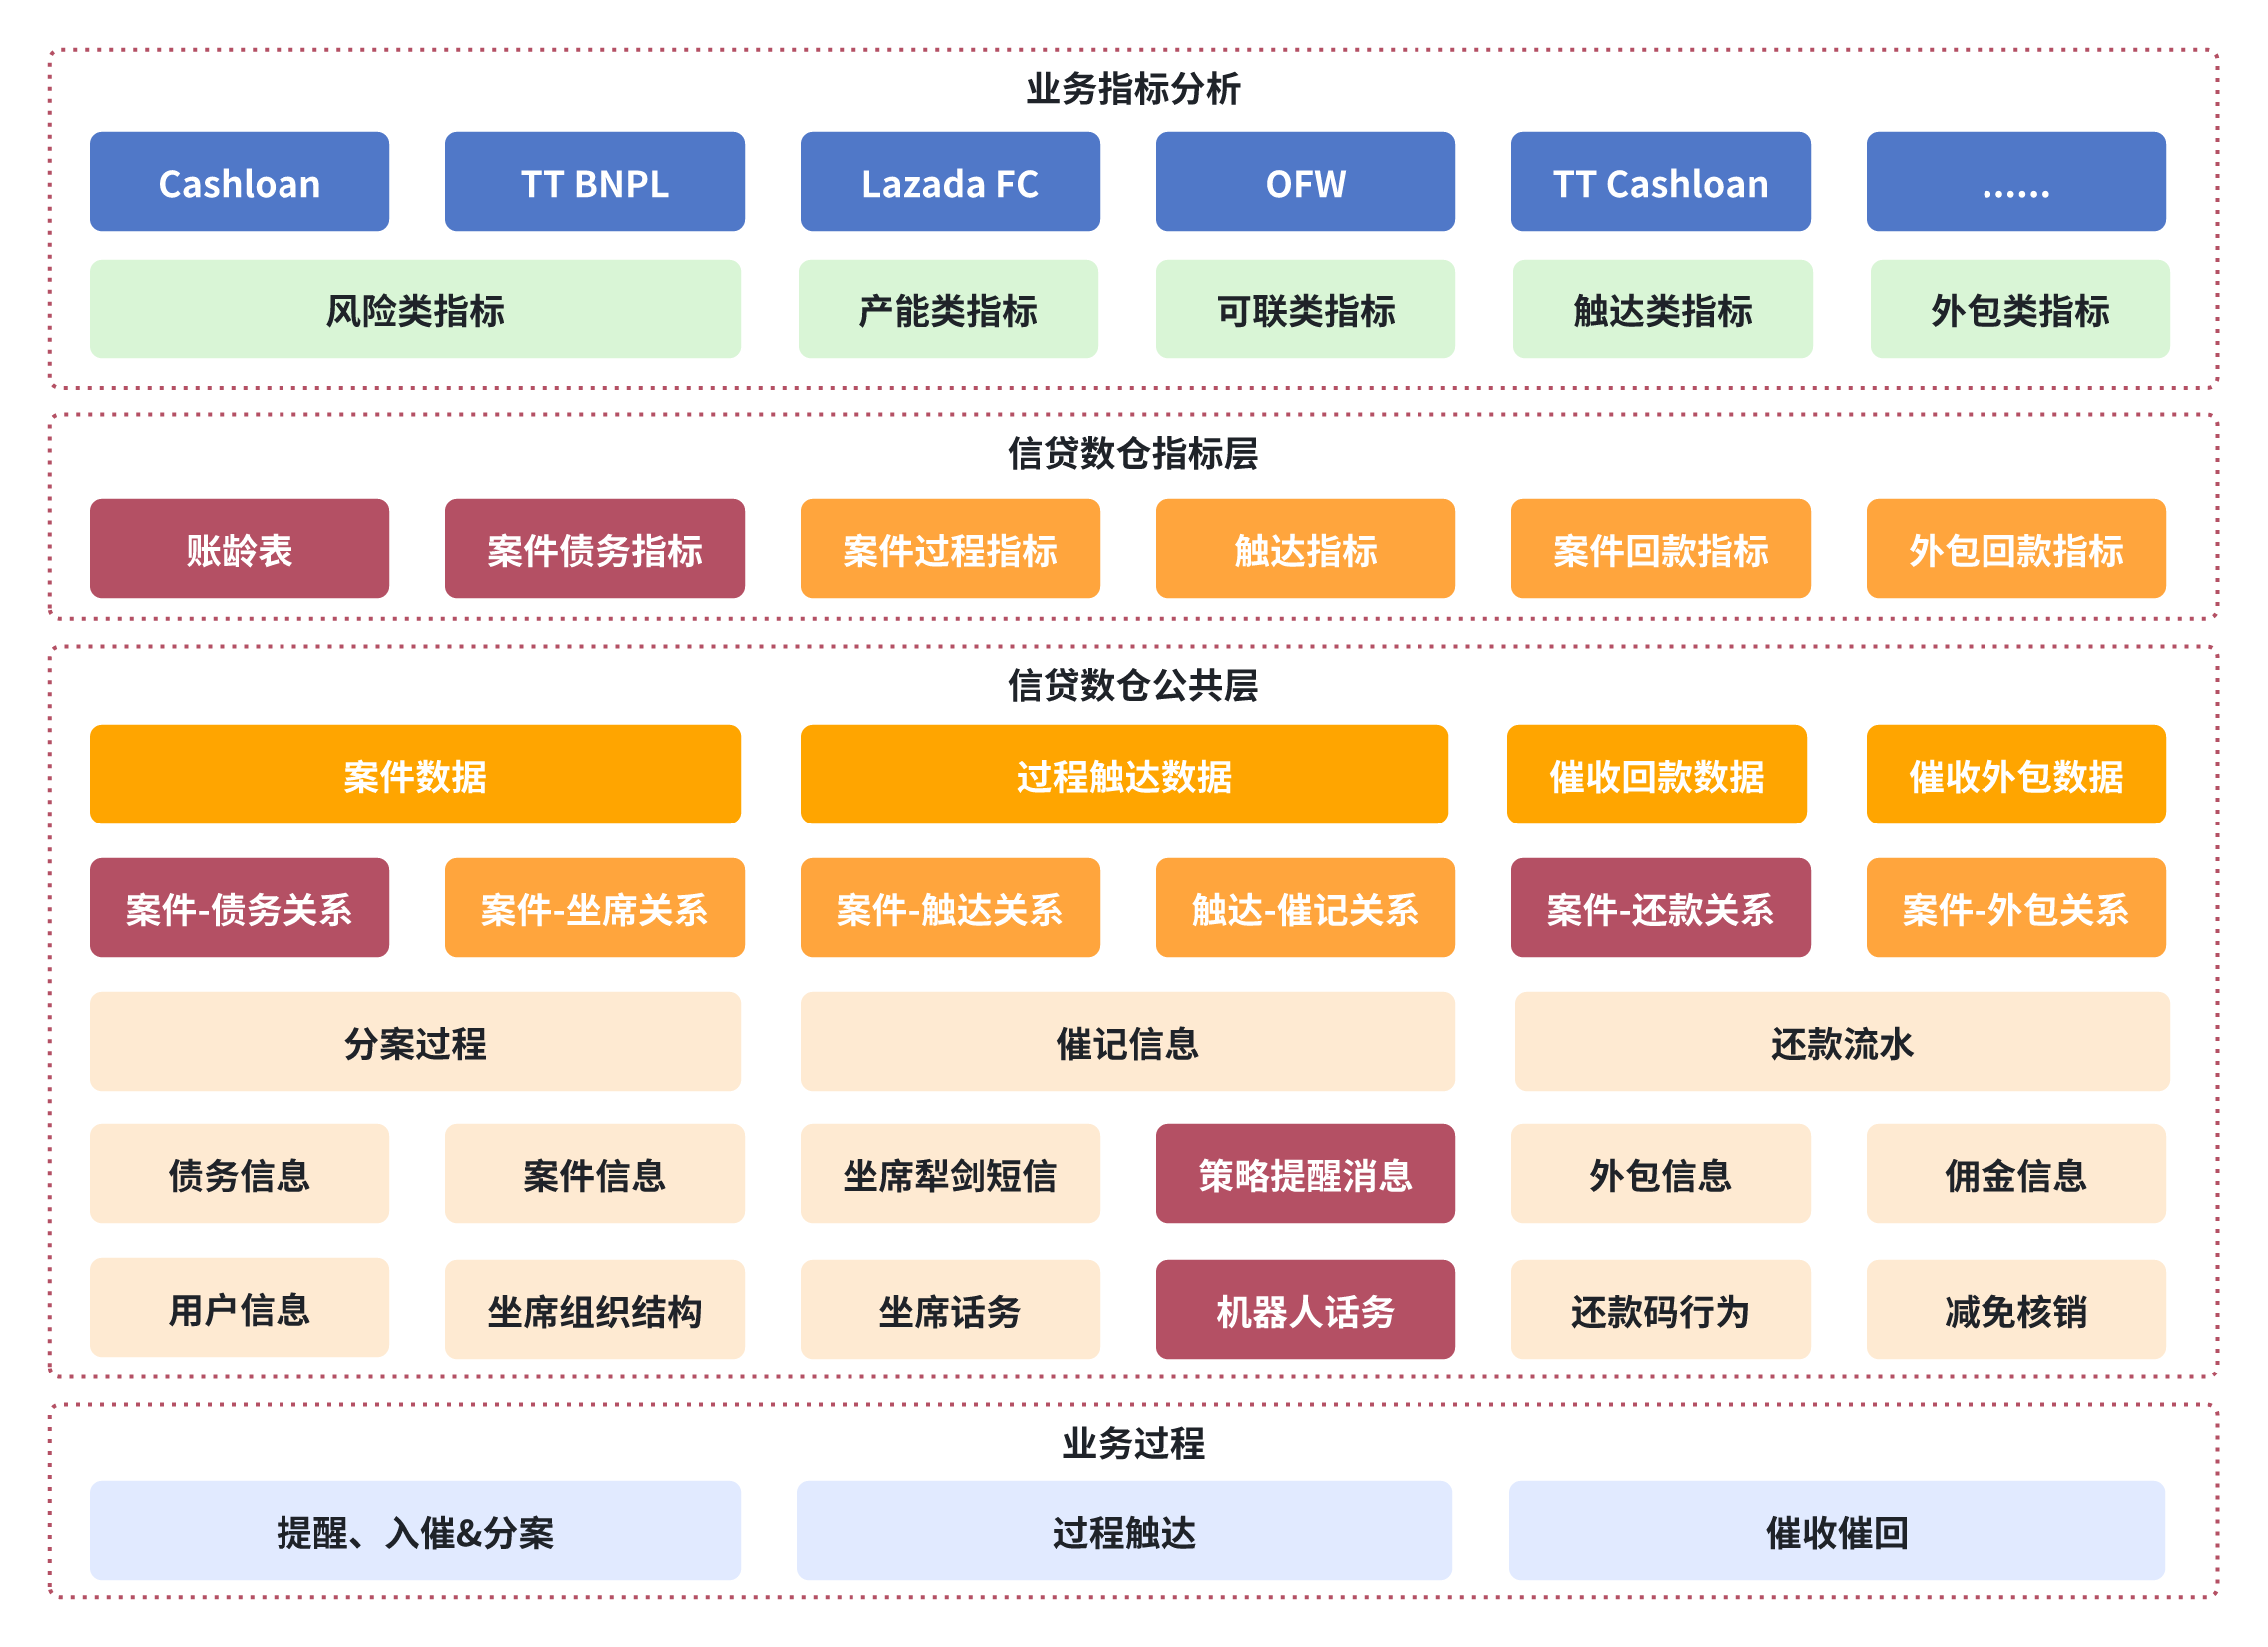 业务指标分析
Cashloan
TT BNPL
Lazada FC
OFW
TT Cashloan
......
风险类指标
产能类指标
可联类指标
触达类指标
外包类指标
信贷数仓指标层
账龄表
案件债务指标
案件过程指标
触达指标
案件回款指标
外包回款指标
信贷数仓公共层
案件数据
过程触达数据
催收回款数据
催收外包数据
案件-债务关系
案件-坐席关系
案件-触达关系
触达-催记关系
案件-还款关系
案件-外包关系
分案过程
催记信息
还款流水
债务信息
案件信息
坐席犁剑短信
策略提醒消息
外包信息
佣金信息
用户信息
坐席组织结构
坐席话务
机器人话务
还款码行为
减免核销
业务过程
提醒、入催&分案
过程触达
催收催回